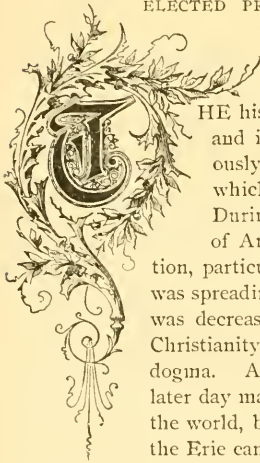 ELECTED PR
THE his
and i
ously
which
Durin
of Ar
tion, particu
was spreadin
was decreas
Christianity
dogma. A
later day ma
the world, b
the Erie can